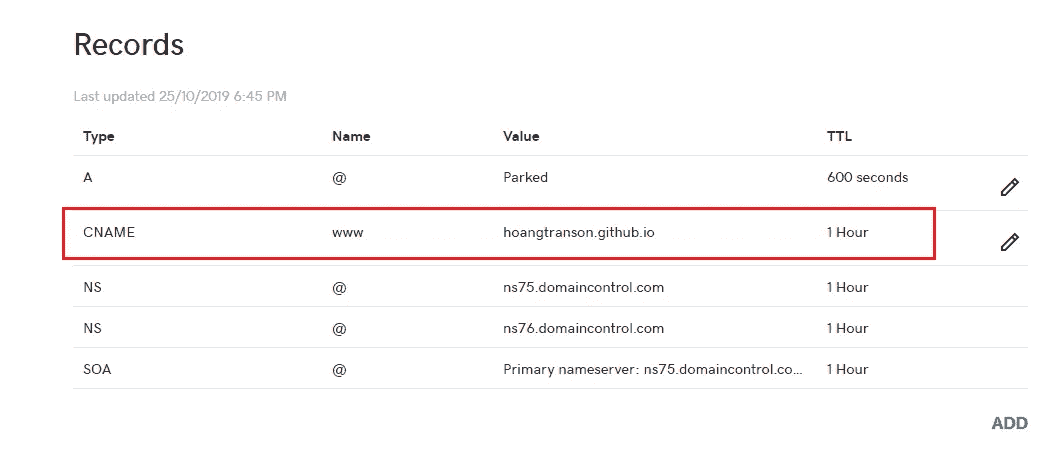 Records
Last updated 25/10/2019 6:45 PM
Type Name Value TTL
A @ Parked 600 seconds
CNAME www hoangtranson.github.io 1 Hour
NS @ ns75.domaincontrol.com 1 Hour
NS @ ns76.domaincontrol.com 1 Hour
SOA @ Primary nameserver: ns75.domaincontrol.co... 1 Hour
ADD